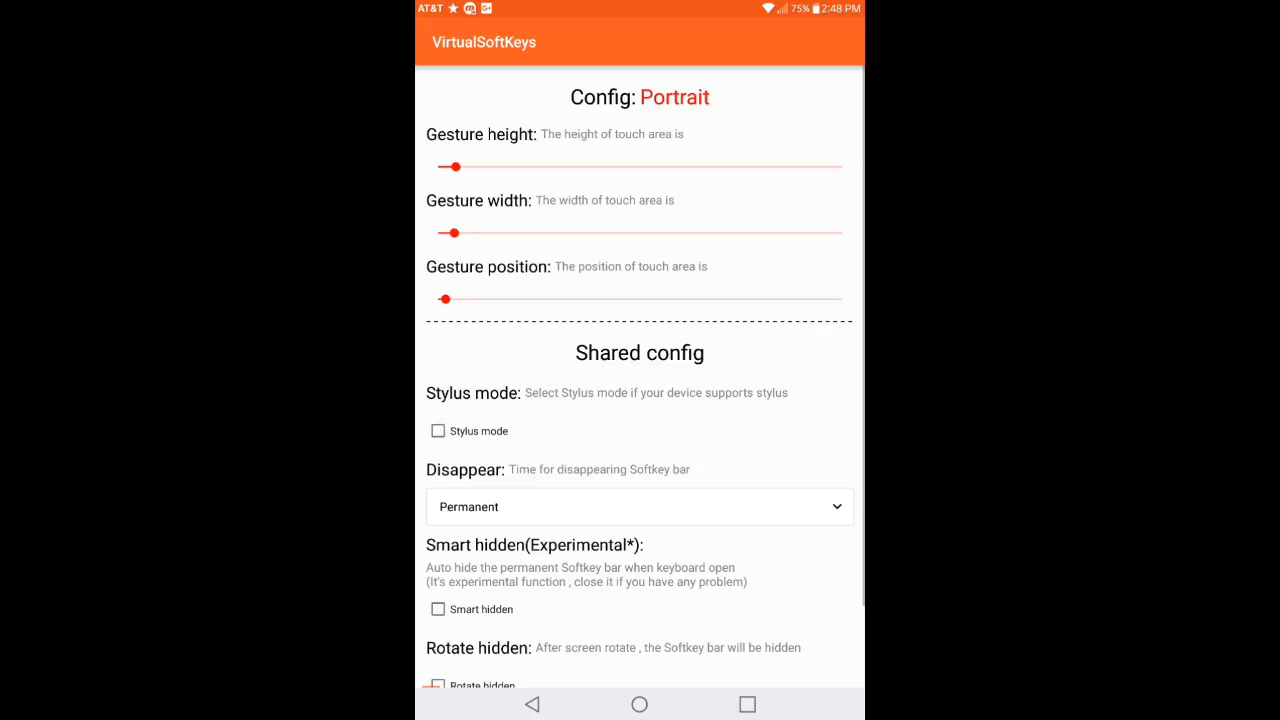 AT&T 75% 2:48 PM
VirtualSoftKeys
Config: Portrait
Gesture height: The height of touch area is
Gesture width: The width of touch area is
Gesture position: The position of touch area is
Shared config
Stylus mode: Select Stylus mode if your device supports stylus
Stylus mode
Disappear: Time for disappearing Softkey bar
Permanent
Smart hidden(Experimental*):
Auto hide the permanent Softkey bar when keyboard open
(It's experimental function , close it if you have any problem)
Smart hidden
Rotate hidden: After screen rotate , the Softkey bar will be hidden
Rotate hidden